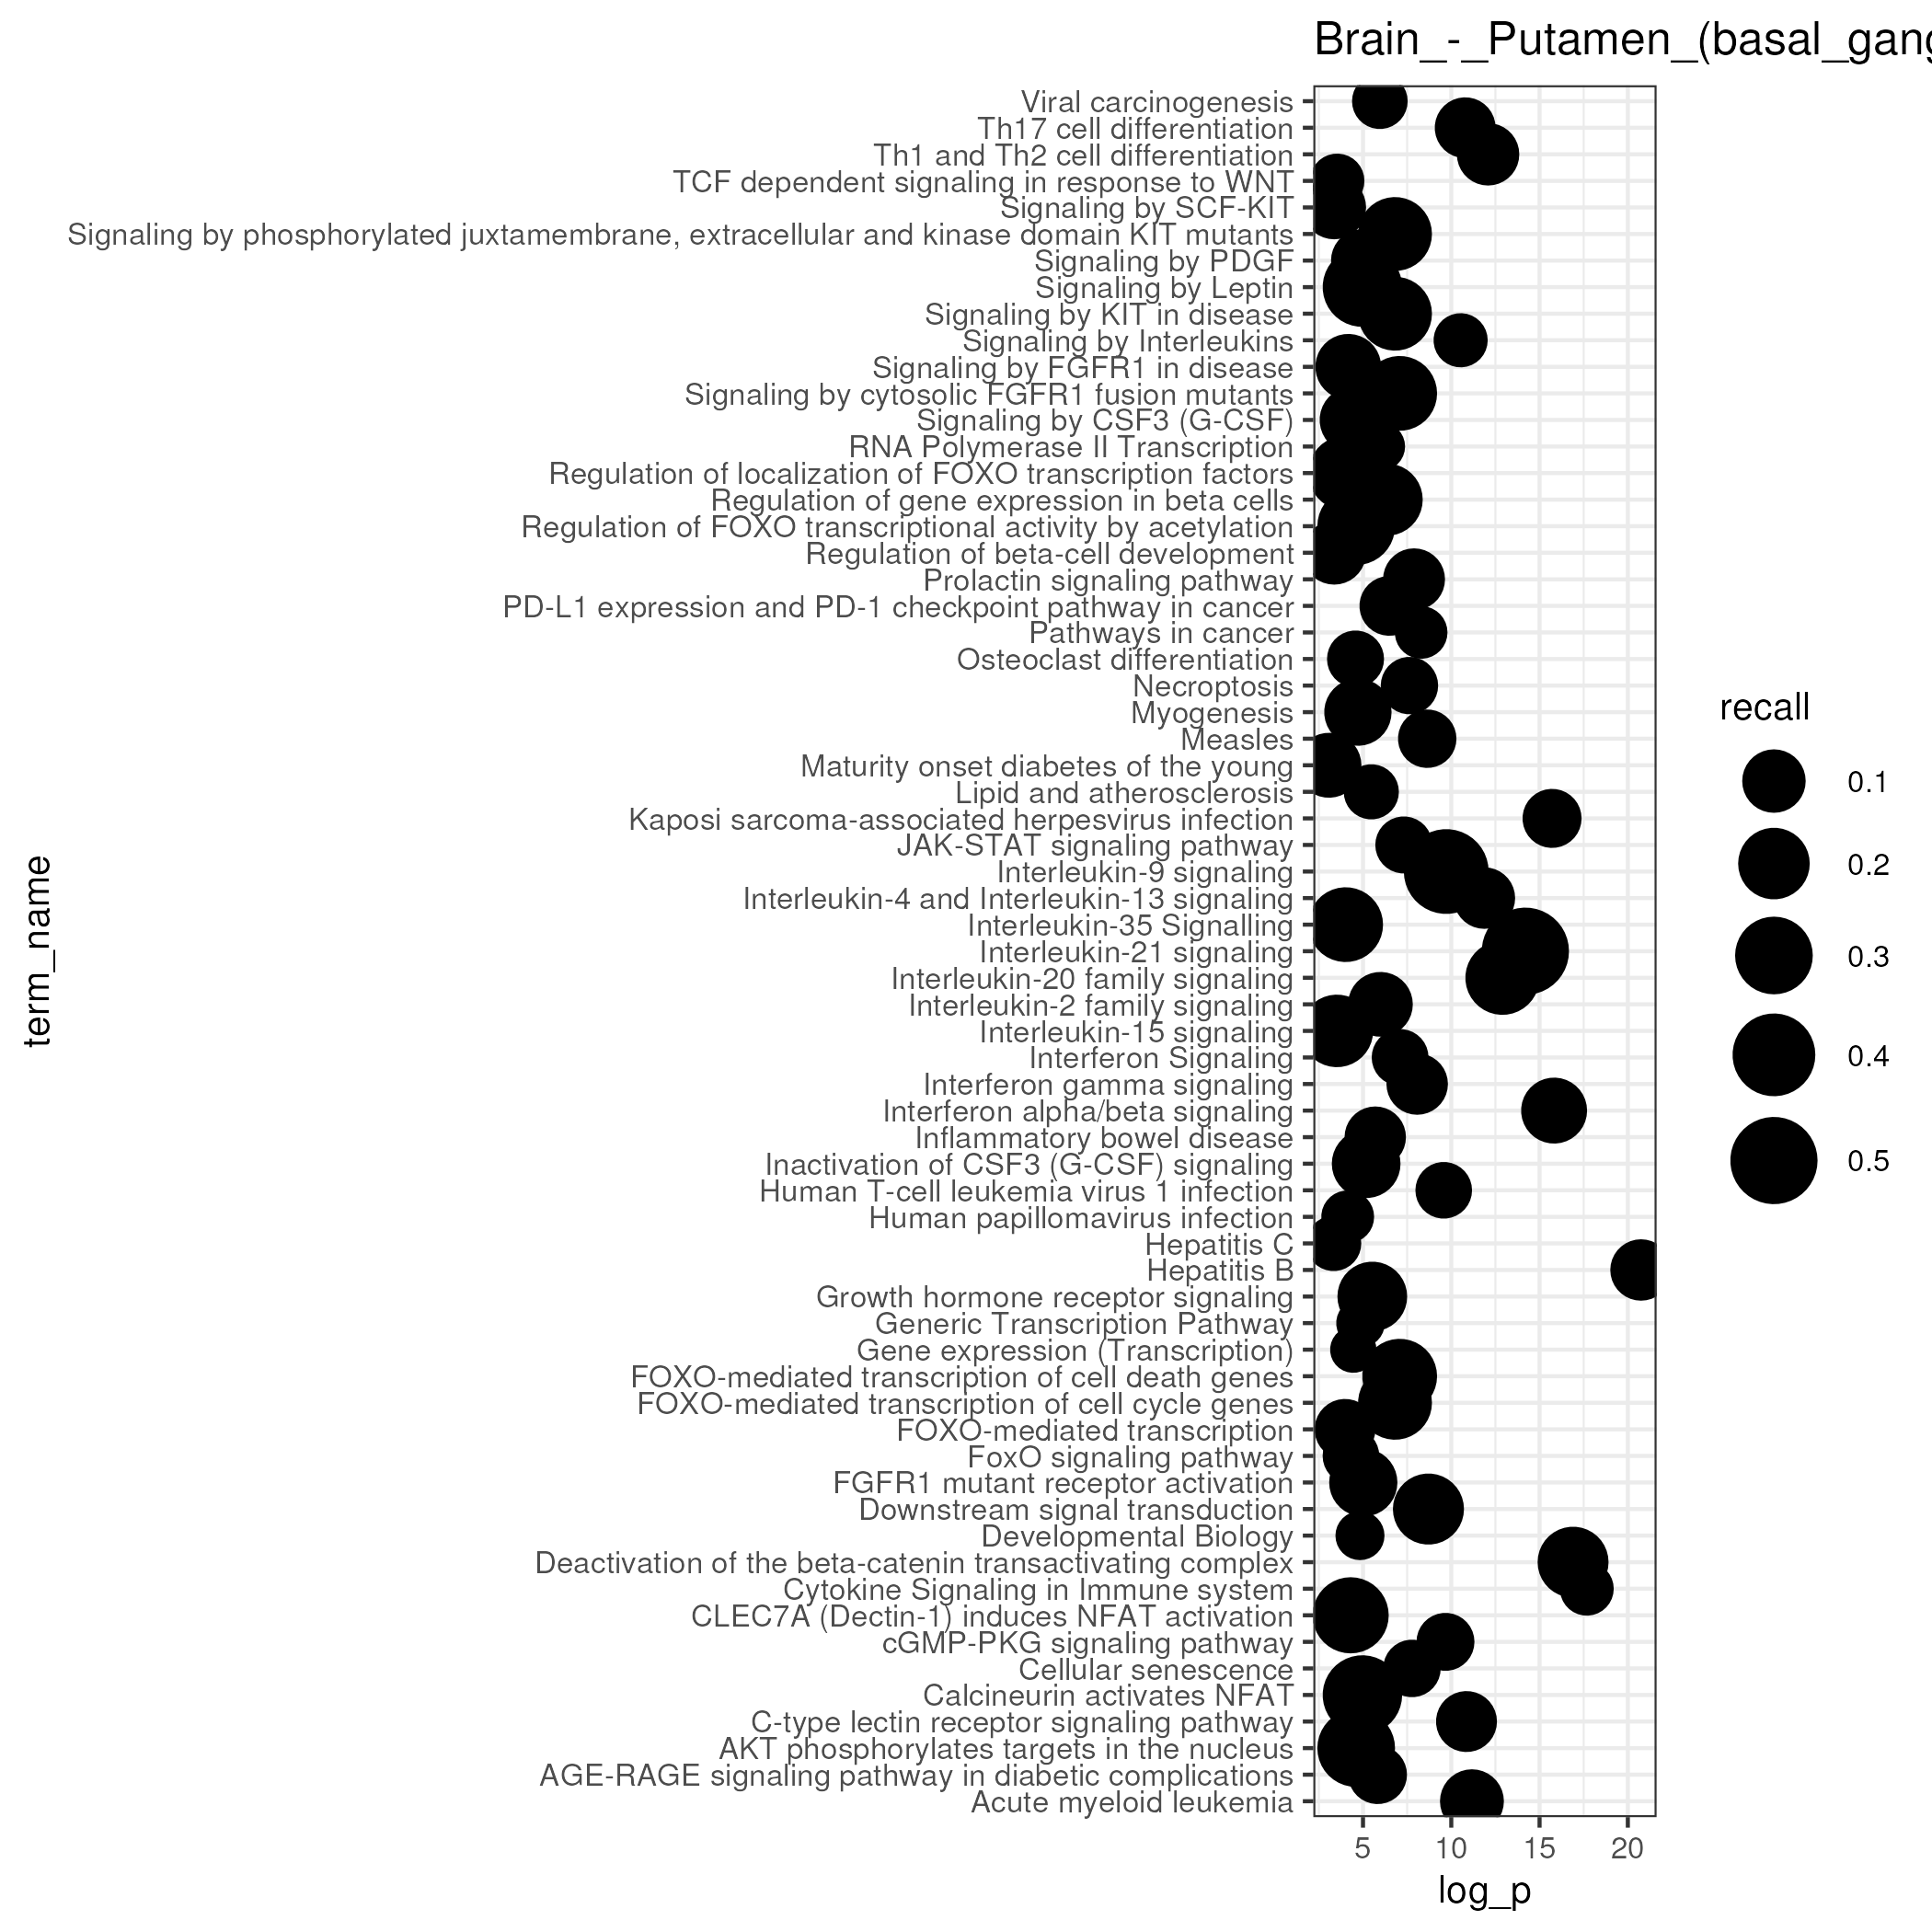 Brain_-_Putamen_(basal_gang
Viral carcinogenesis
Th17 cell differentiation
Th1 and Th2 cell differentiation
TCF dependent signaling in response to WNT
Signaling by SCF-KIT
Signaling by phosphorylated juxtamembrane, extracellular and kinase domain KIT mutants
Signaling by PDGF
Signaling by Leptin
Signaling by KIT in disease
Signaling by Interleukins
Signaling by FGFR1 in disease
Signaling by cytosolic FGFR1 fusion mutants
Signaling by CSF3 (G-CSF)
RNA Polymerase II Transcription
Regulation of localization of FOXO transcription factors
Regulation of gene expression in beta cells
Regulation of FOXO transcriptional activity by acetylation
Regulation of beta-cell development
Prolactin signaling pathway
PD-L1 expression and PD-1 checkpoint pathway in cancer
Pathways in cancer
Osteoclast differentiation
Necroptosis
Myogenesis
Measles
Maturity onset diabetes of the young
Lipid and atherosclerosis
Kaposi sarcoma-associated herpesvirus infection
JAK-STAT signaling pathway
Interleukin-9 signaling
Interleukin-4 and Interleukin-13 signaling
Interleukin-35 Signalling
Interleukin-21 signaling
Interleukin-20 family signaling
Interleukin-2 family signaling
Interleukin-15 signaling
Interferon Signaling
Interferon gamma signaling
Interferon alpha/beta signaling
Inflammatory bowel disease
Inactivation of CSF3 (G-CSF) signaling
Human T-cell leukemia virus 1 infection
Human papillomavirus infection
Hepatitis C
Hepatitis B
Growth hormone receptor signaling
Generic Transcription Pathway
Gene expression (Transcription)
FOXO-mediated transcription of cell death genes
FOXO-mediated transcription of cell cycle genes
FOXO-mediated transcription
FoxO signaling pathway
FGFR1 mutant receptor activation
Downstream signal transduction
Developmental Biology
Deactivation of the beta-catenin transactivating complex
Cytokine Signaling in Immune system
CLEC7A (Dectin-1) induces NFAT activation
cGMP-PKG signaling pathway
Cellular senescence
Calcineurin activates NFAT
C-type lectin receptor signaling pathway
AKT phosphorylates targets in the nucleus
AGE-RAGE signaling pathway in diabetic complications
Acute myeloid leukemia
5 10 15 20
log_p
term_name
recall
0.1
0.2
0.3
0.4
0.5